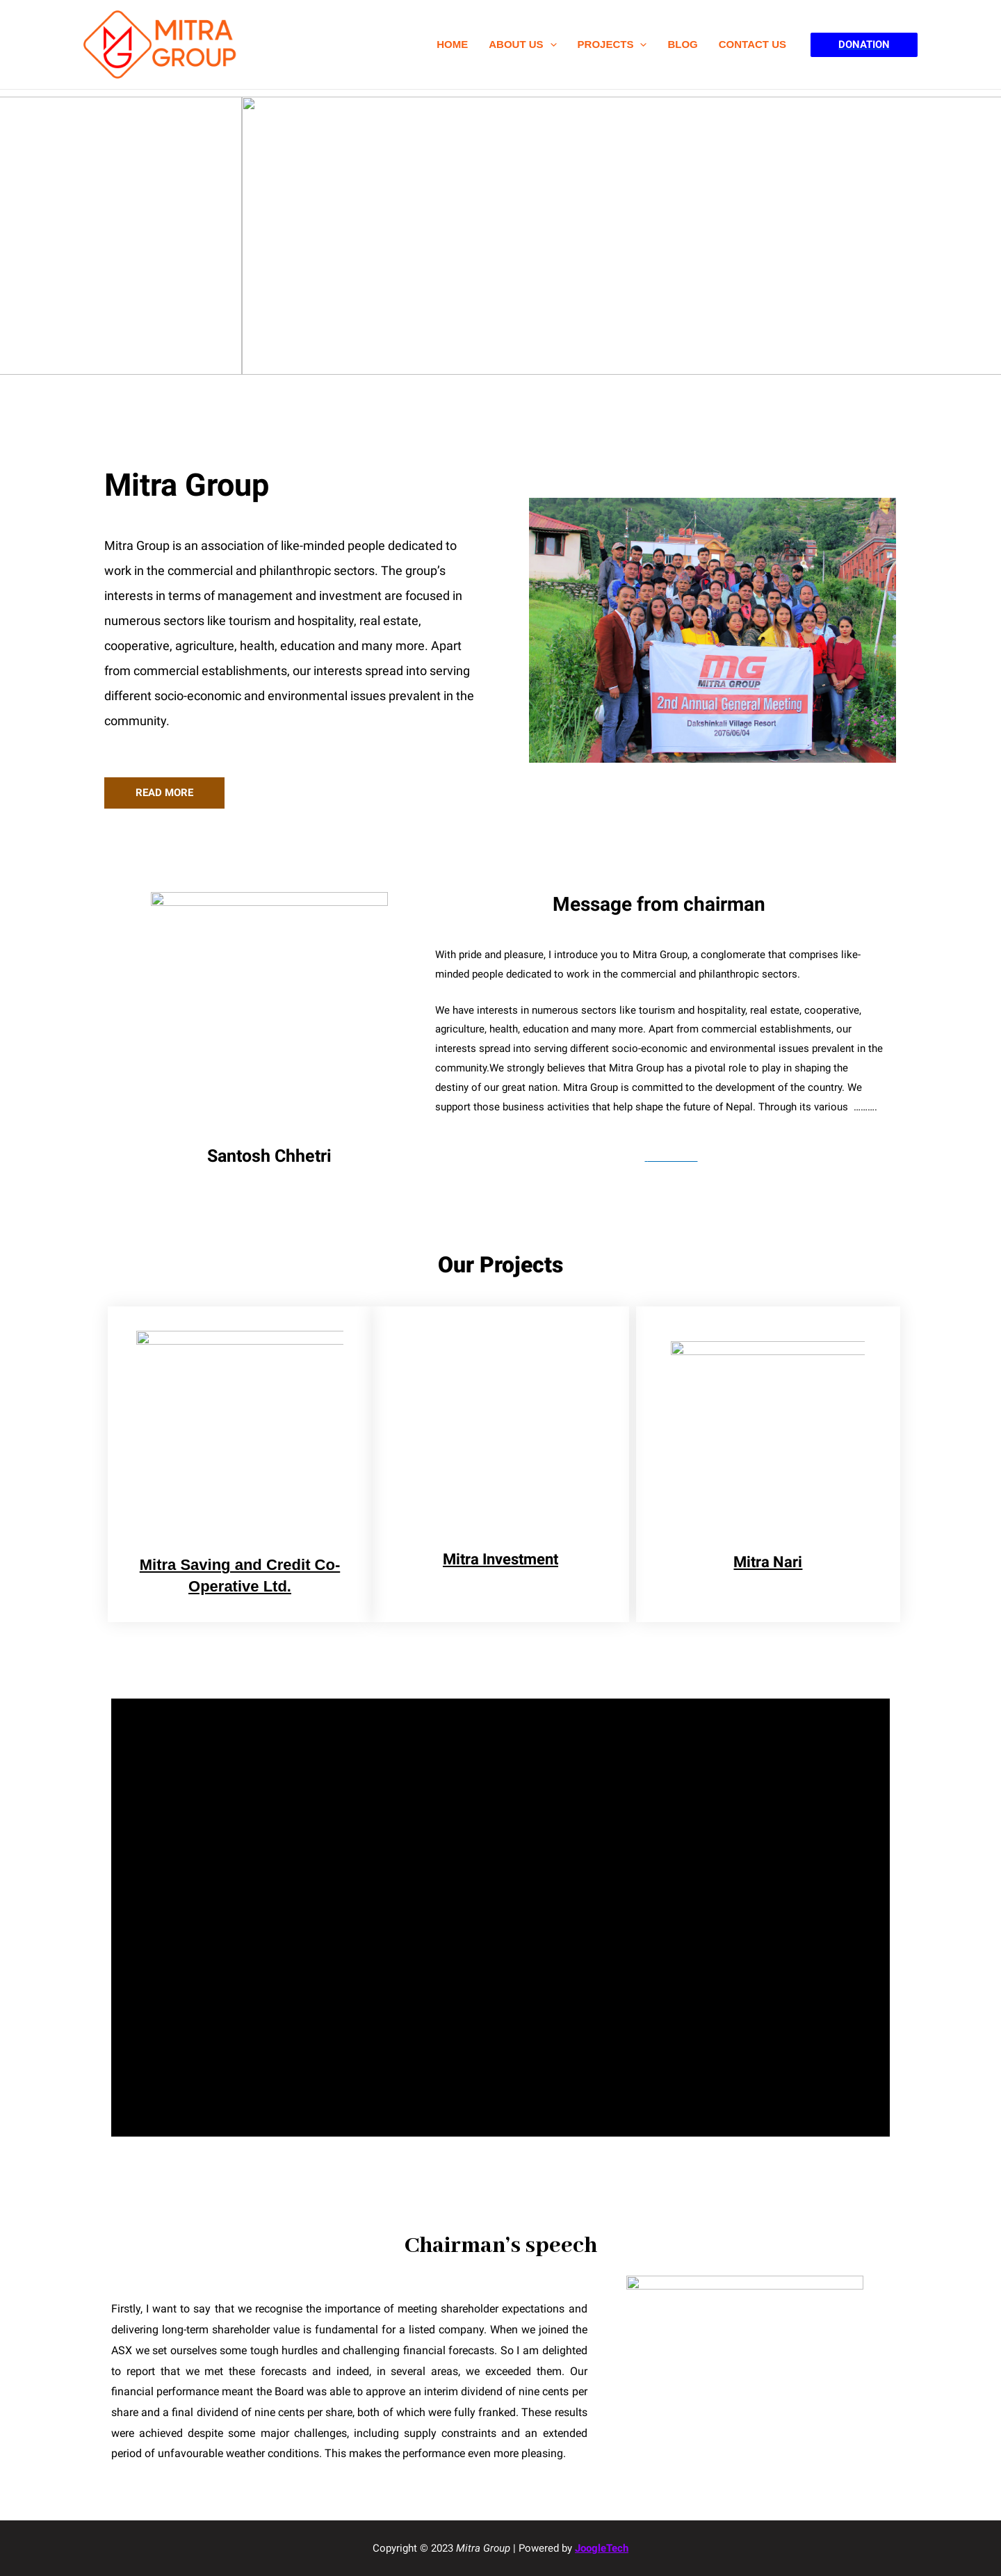 MITRA
GROUP
HOME ABOUT US PROJECTS BLOG CONTACT US DONATION
Mitra Group
Mitra Group is an association of like-minded people dedicated to
work in the commercial and philanthropic sectors. The group’s
interests in terms of management and investment are focused in
numerous sectors like tourism and hospitality, real estate,
cooperative, agriculture, health, education and many more. Apart
from commercial establishments, our interests spread into serving
different socio-economic and environmental issues prevalent in the
community.
READ MORE
MG
MITRA GROUP
2nd Annual General Meeting
Dakshinkali Village Resort
2076/06/04
Message from chairman
With pride and pleasure, I introduce you to Mitra Group, a conglomerate that comprises like-
minded people dedicated to work in the commercial and philanthropic sectors.
We have interests in numerous sectors like tourism and hospitality, real estate, cooperative,
agriculture, health, education and many more. Apart from commercial establishments, our
interests spread into serving different socio-economic and environmental issues prevalent in the
community.We strongly believes that Mitra Group has a pivotal role to play in shaping the
destiny of our great nation. Mitra Group is committed to the development of the country. We
support those business activities that help shape the future of Nepal. Through its various ……….
Santosh Chhetri
Our Projects
Mitra Saving and Credit Co-
Operative Ltd.
Mitra Investment
Mitra Nari
Chairman’s speech
Firstly, I want to say that we recognise the importance of meeting shareholder expectations and
delivering long-term shareholder value is fundamental for a listed company. When we joined the
ASX we set ourselves some tough hurdles and challenging financial forecasts. So I am delighted
to report that we met these forecasts and indeed, in several areas, we exceeded them. Our
financial performance meant the Board was able to approve an interim dividend of nine cents per
share and a final dividend of nine cents per share, both of which were fully franked. These results
were achieved despite some major challenges, including supply constraints and an extended
period of unfavourable weather conditions. This makes the performance even more pleasing.
Copyright © 2023 Mitra Group | Powered by JoogleTech